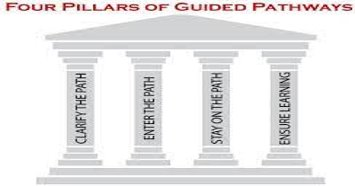 FOUR PILLARS OF GUIDED PATHWAYS
CLARIFY THE PATH
ENTER THE PATH
STAY ON THE PATH
ENSURE LEARNING